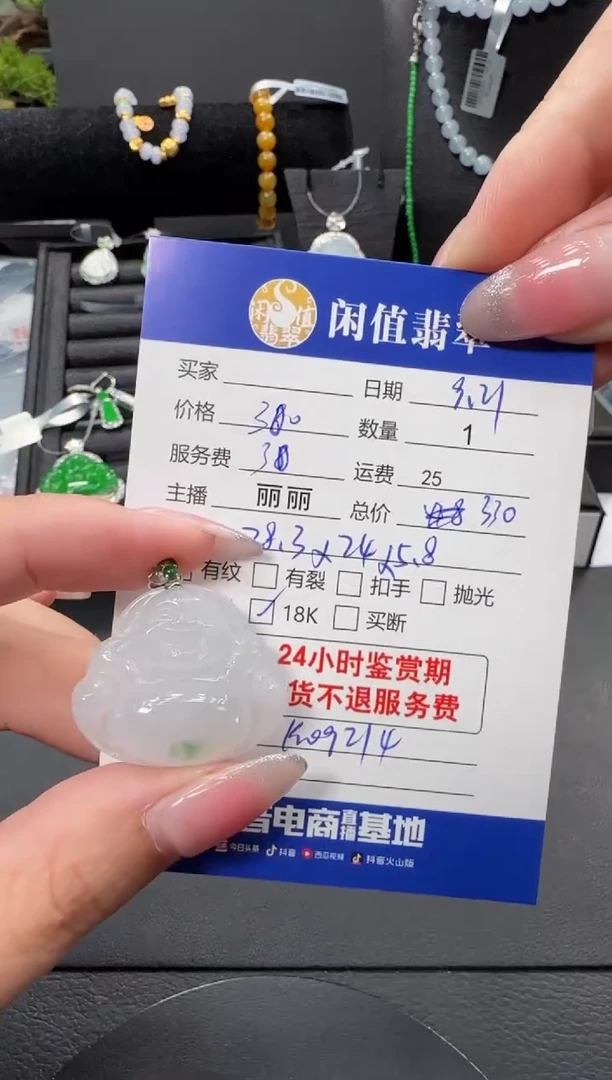 闲值翡翠
闲值翡翠
买家 日期 9.21
价格 300 数量 1
服务费 30 运费 25
主播 丽丽 总价 330
28.3x24x5.8
有纹 有裂 扣手 抛光
18K 买断
24小时鉴赏期
货不退服务费
K09214
电商直播基地
今日头条 抖音 西瓜视频 抖音火山版